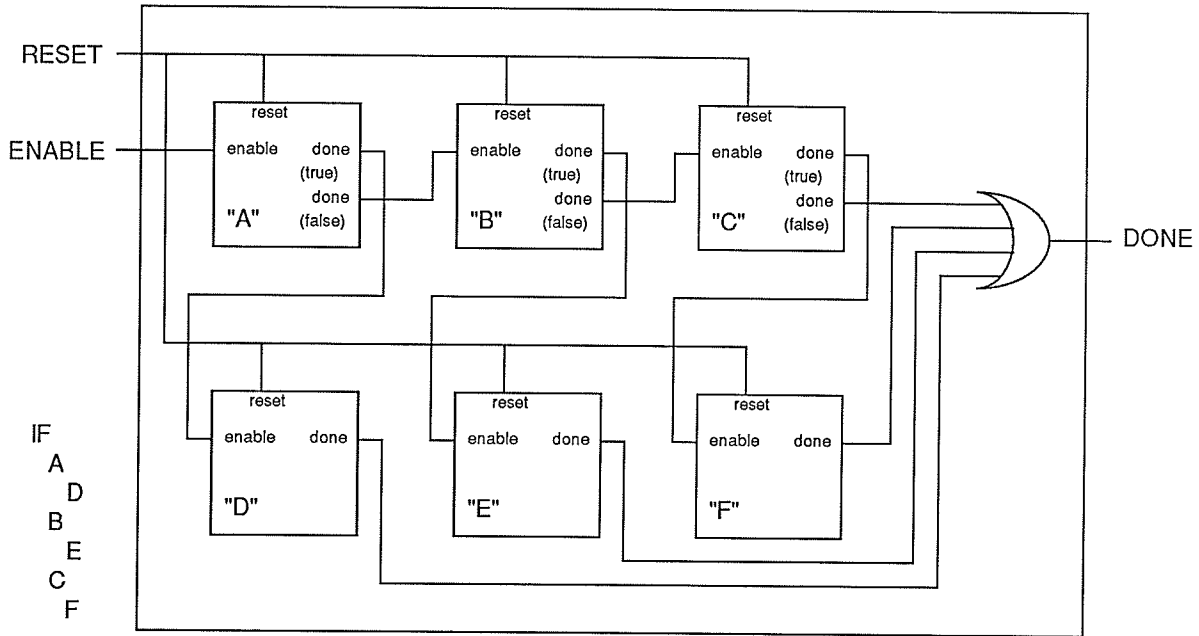 RESET
reset
reset
reset
ENABLE
enable
done
(true)
done
(false)
"A"
enable
done
(true)
done
(false)
"B"
enable
done
(true)
done
(false)
"C"
DONE
reset
reset
reset
enable
done
"D"
enable
done
"E"
enable
done
"F"
IF
A
D
B
E
C
F